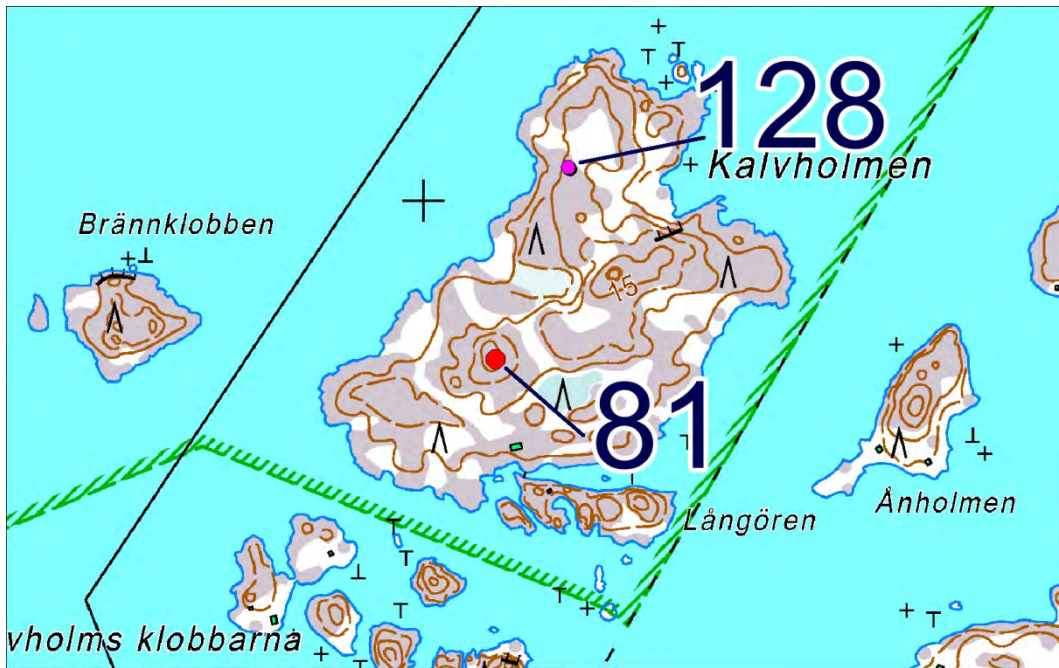 128
Kalvholmen
Brännklobben
15
81
Långören
Ånholmen
vholms klobbarna